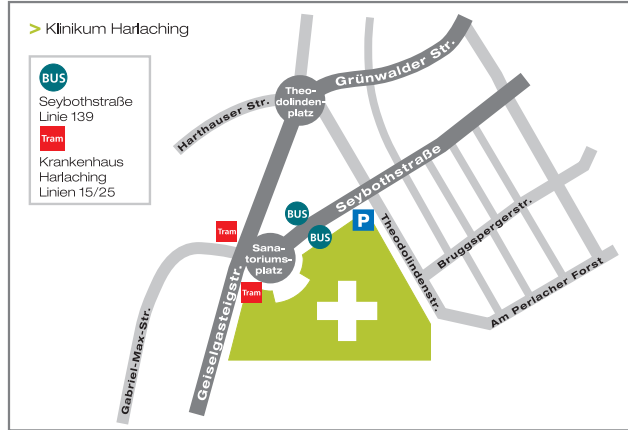 > Klinikum Harlaching
BUS
Seybothstraße
Linie 139
Tram
Krankenhaus
Harlaching
Linien 15/25
Theo-
dolinden-
platz
Grünwalder Str.
Harthauser Str.
Seybothstraße
BUS
BUS
P
Tram
Sana-
toriums-
platz
Tram
Theodolindenstr.
Bruggspergerstr.
Am Perlacher Forst
Geiselgasteigstr.
Gabriel-Max-Str.